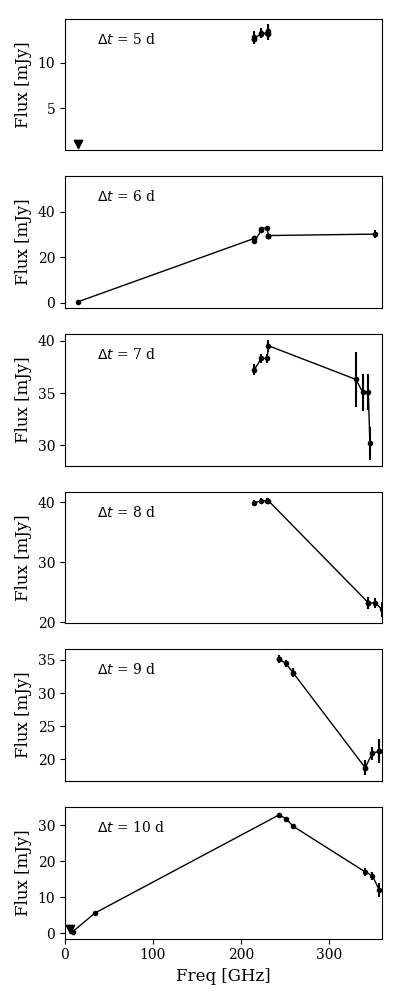 Δt = 5 d
10
5
Flux [mJy]
Δt = 6 d
40
20
0
Flux [mJy]
Δt = 7 d
40
35
30
Flux [mJy]
Δt = 8 d
40
30
20
Flux [mJy]
Δt = 9 d
35
30
25
20
Flux [mJy]
Δt = 10 d
30
20
10
0
Flux [mJy]
0 100 200 300
Freq [GHz]